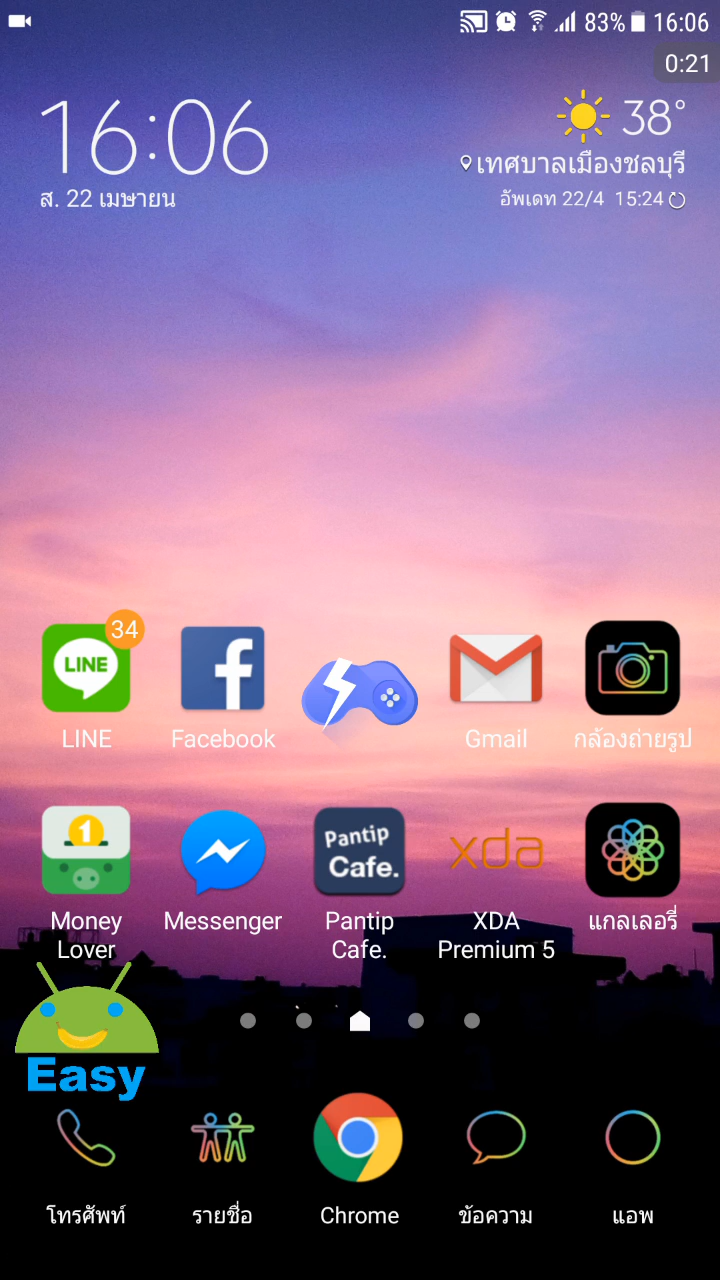 83% 16:06
0:21
16:06
38°
เทศบาลเมืองชลบุรี
ส. 22 เมษายน
อัพเดท 22/4 15:24
34
LINE
LINE
Facebook
Gmail
กล้องถ่ายรูป
1
Pantip
Cafe.
xda
Money
Lover
Messenger
Pantip
Cafe.
XDA
Premium 5
แกลเลอรี่
Easy
โทรศัพท์
รายชื่อ
Chrome
ข้อความ
แอพ